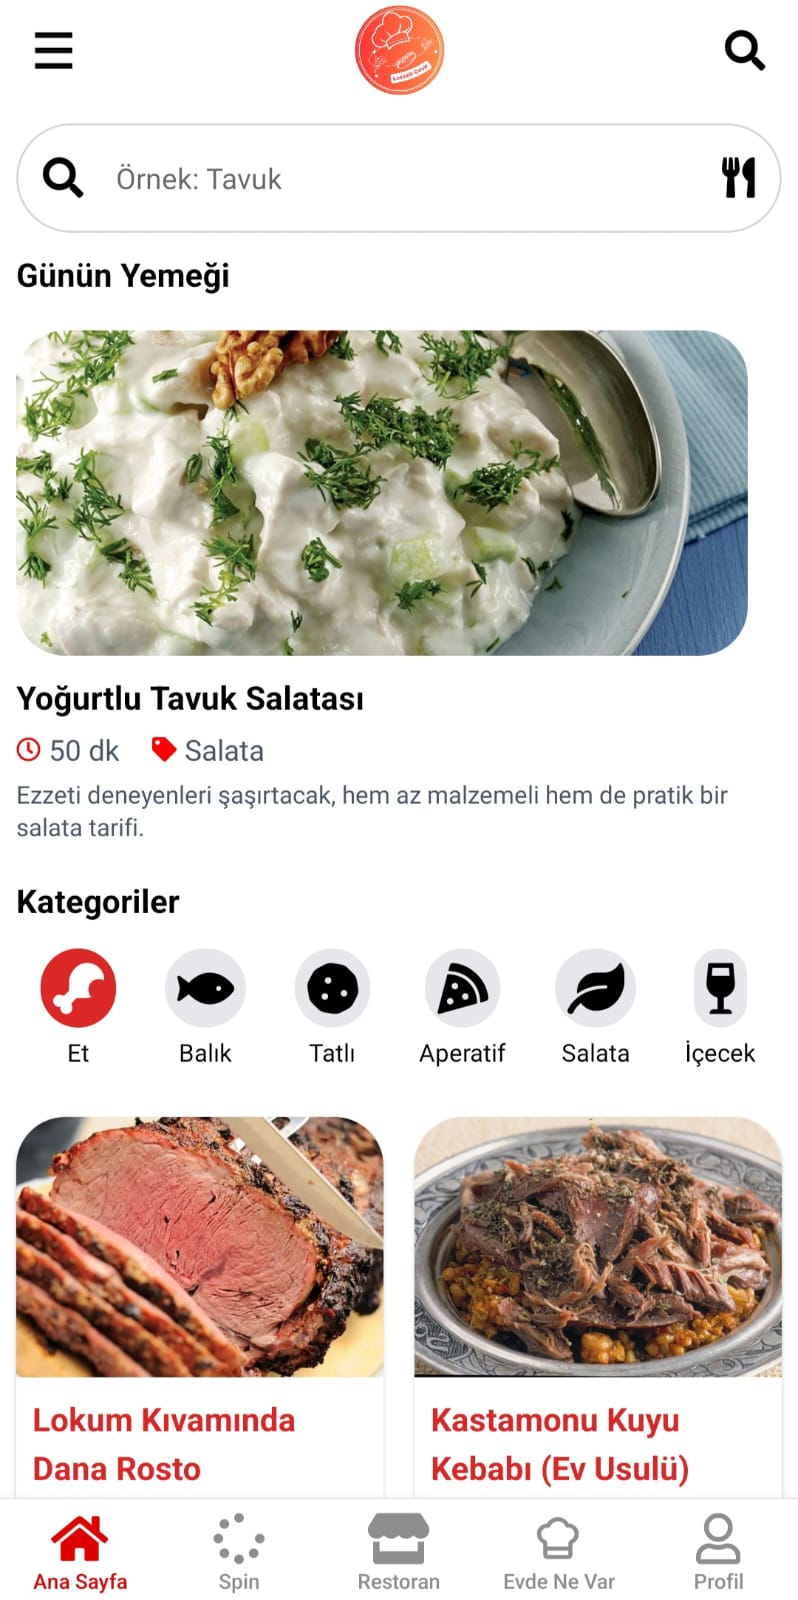 Lezzeti Çevir
Örnek: Tavuk
Günün Yemeği
Yoğurtlu Tavuk Salatası
50 dk Salata
Ezzeti deneyenleri şaşırtacak, hem az malzemeli hem de pratik bir
salata tarifi.
Kategoriler
Et Balık Tatlı Aperatif Salata İçecek
Lokum Kıvamında
Dana Rosto
Kastamonu Kuyu
Kebabı (Ev Usulü)
Ana Sayfa Spin Restoran Evde Ne Var Profil